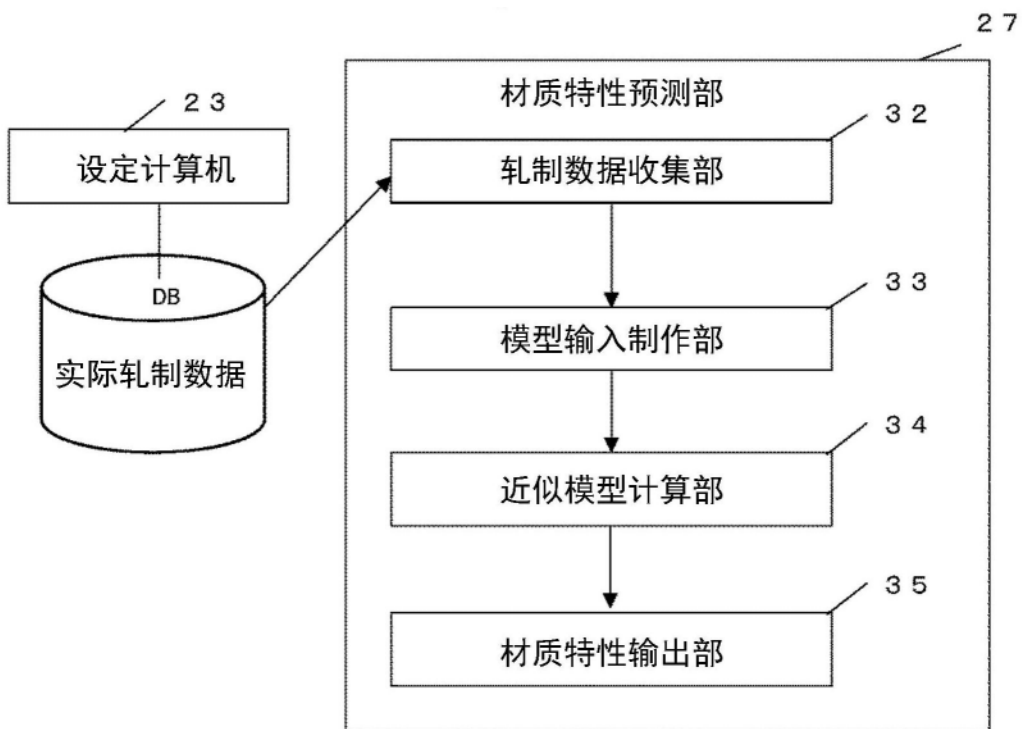 27
材质特性预测部
23
设定计算机
32
轧制数据收集部
DB
实际轧制数据
33
模型输入制作部
34
近似模型计算部
35
材质特性输出部